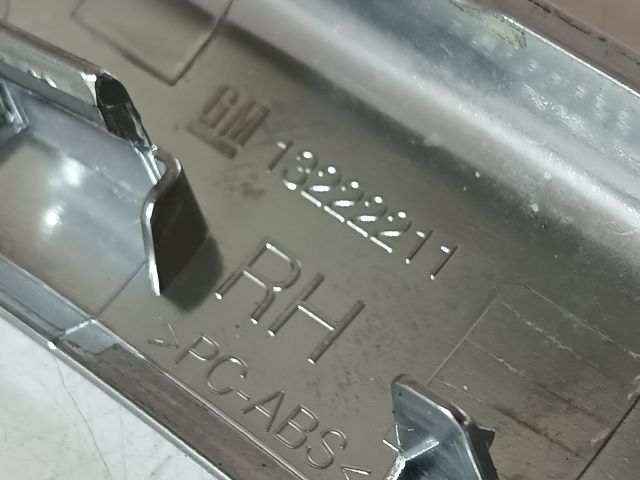 GM
13222211
RH
>PC-ABS<